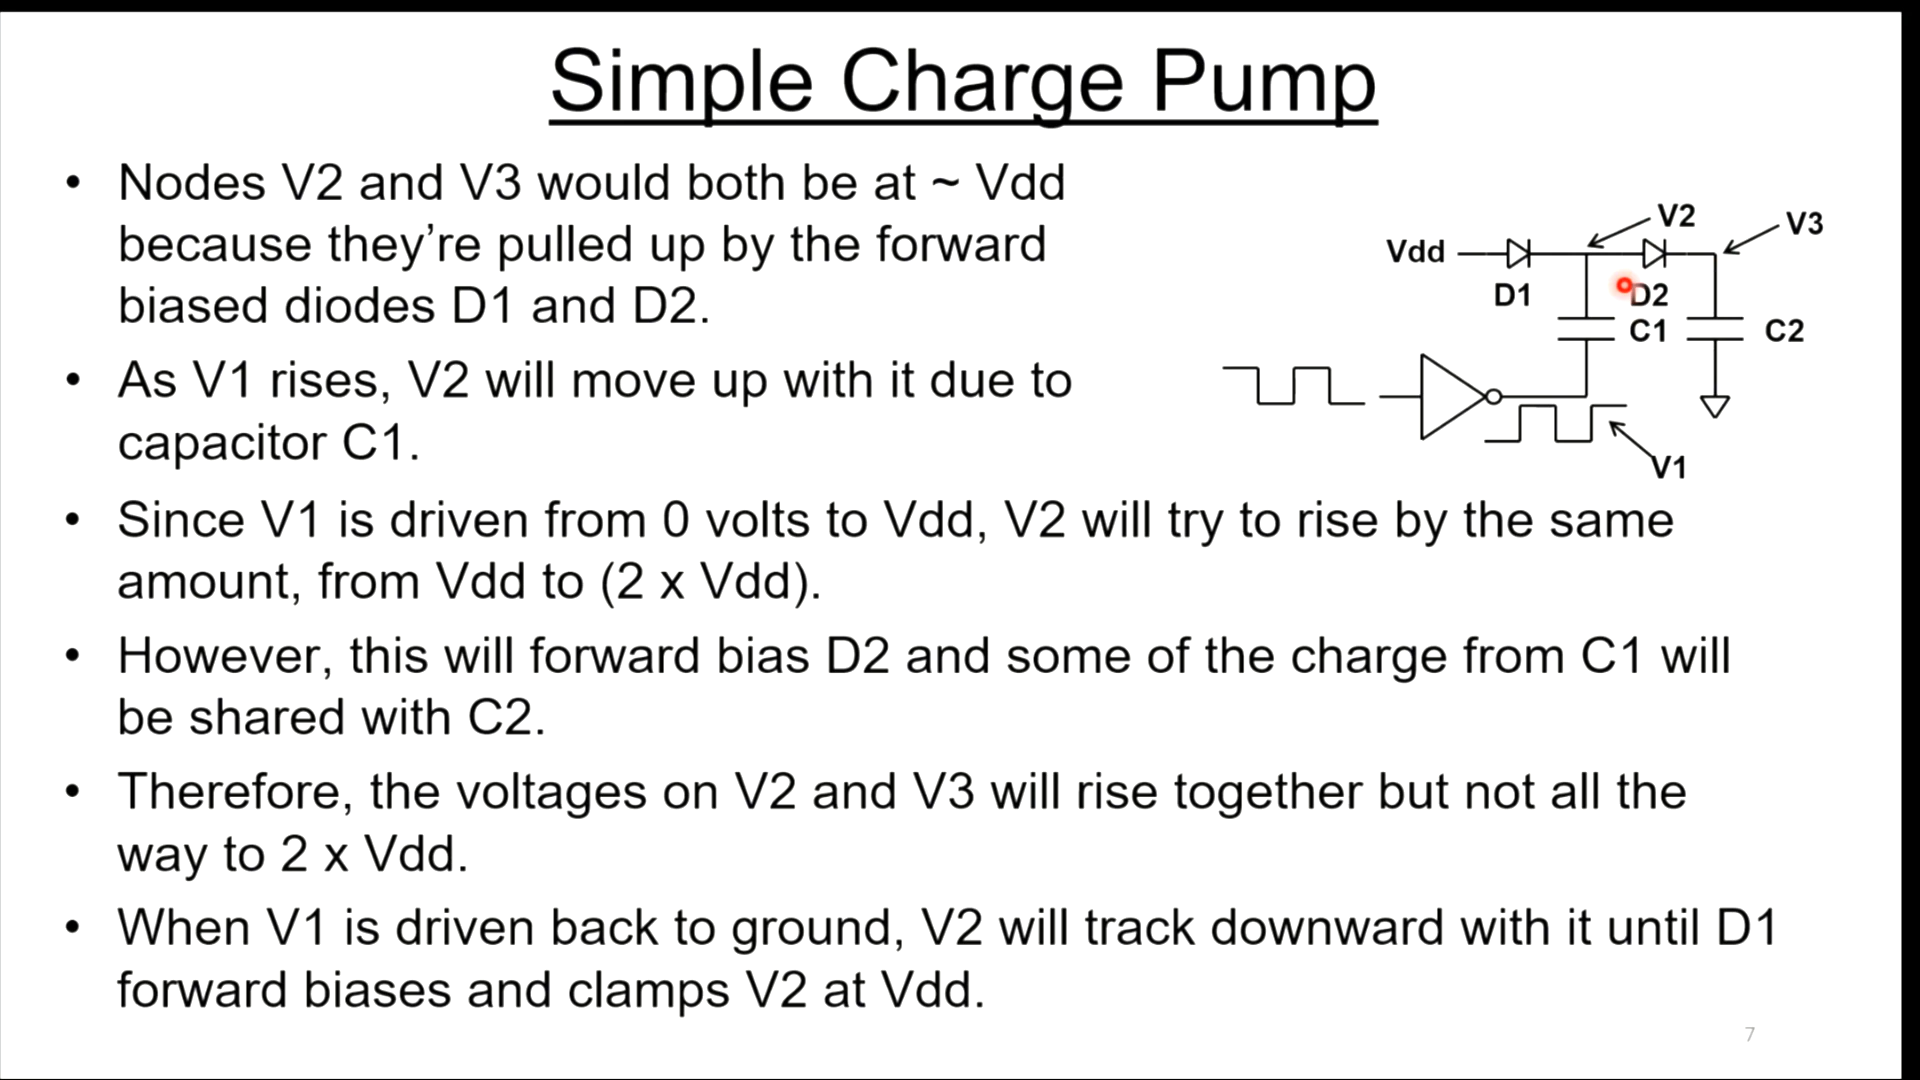 Simple Charge Pump
• Nodes V2 and V3 would both be at ~ Vdd
because they’re pulled up by the forward
biased diodes D1 and D2.
• As V1 rises, V2 will move up with it due to
capacitor C1.
• Since V1 is driven from 0 volts to Vdd, V2 will try to rise by the same
amount, from Vdd to (2 x Vdd).
• However, this will forward bias D2 and some of the charge from C1 will
be shared with C2.
• Therefore, the voltages on V2 and V3 will rise together but not all the
way to 2 x Vdd.
• When V1 is driven back to ground, V2 will track downward with it until D1
forward biases and clamps V2 at Vdd.
V2
V3
Vdd
D1
D2
C1
C2
V1
7